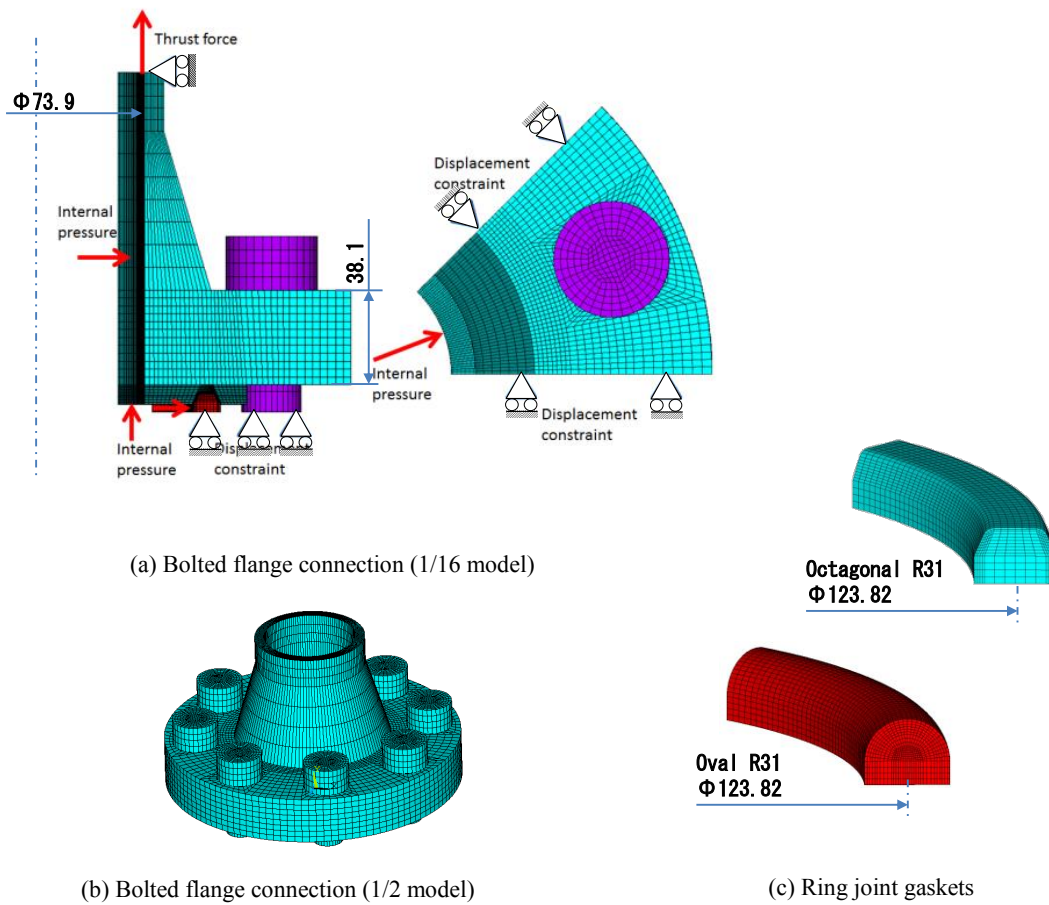 Thrust force
Φ73.9
Displacement
constraint
Internal
pressure
38.1
Internal
pressure
Displacement
constraint
Internal
pressure
Displacement
constraint
(a) Bolted flange connection (1/16 model)
Octagonal R31
Φ123.82
Oval R31
Φ123.82
(b) Bolted flange connection (1/2 model)
(c) Ring joint gaskets